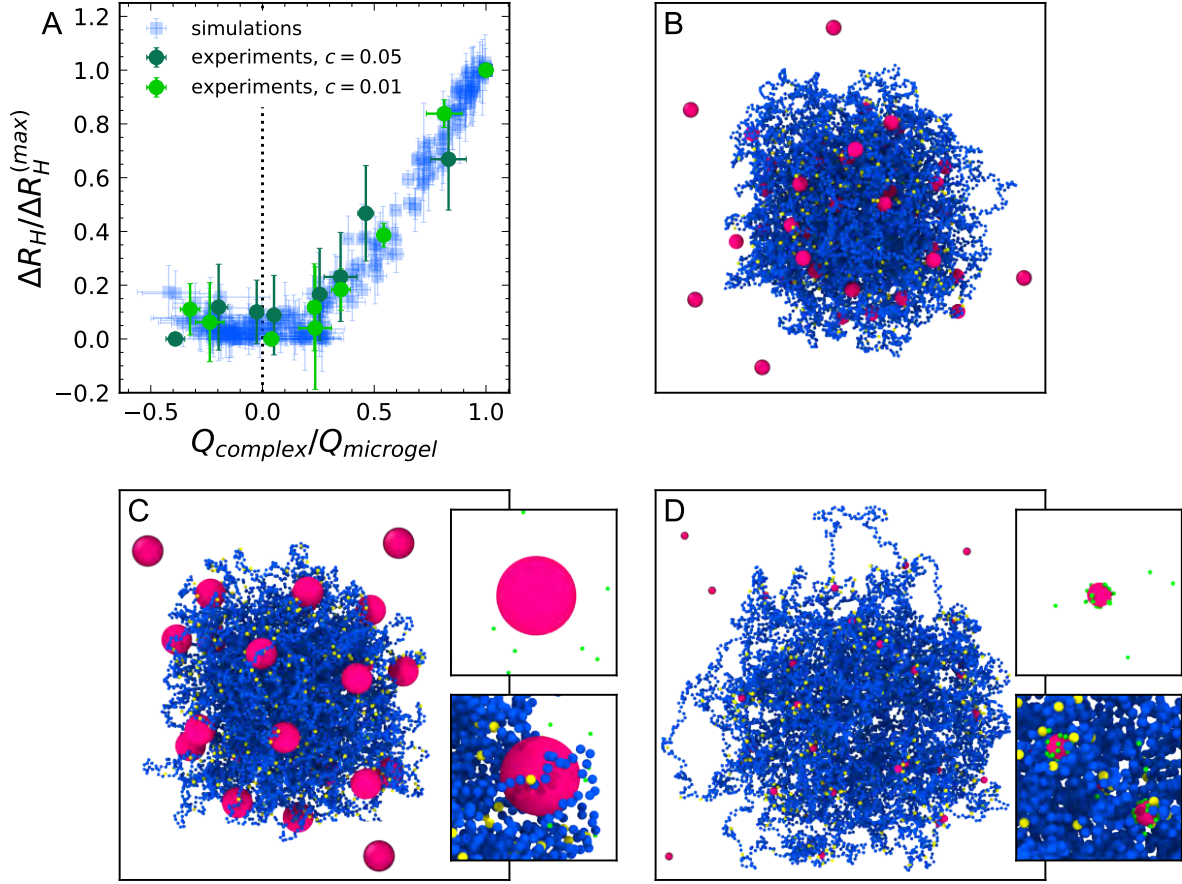 A
simulations
experiments, c = 0.05
experiments, c = 0.01
1.2
1.0
0.8
0.6
0.4
0.2
0.0
−0.2
ΔR_H/ΔR_H^(max)
−0.5
0.0
0.5
1.0
Q_complex/Q_microgel
B
C
D